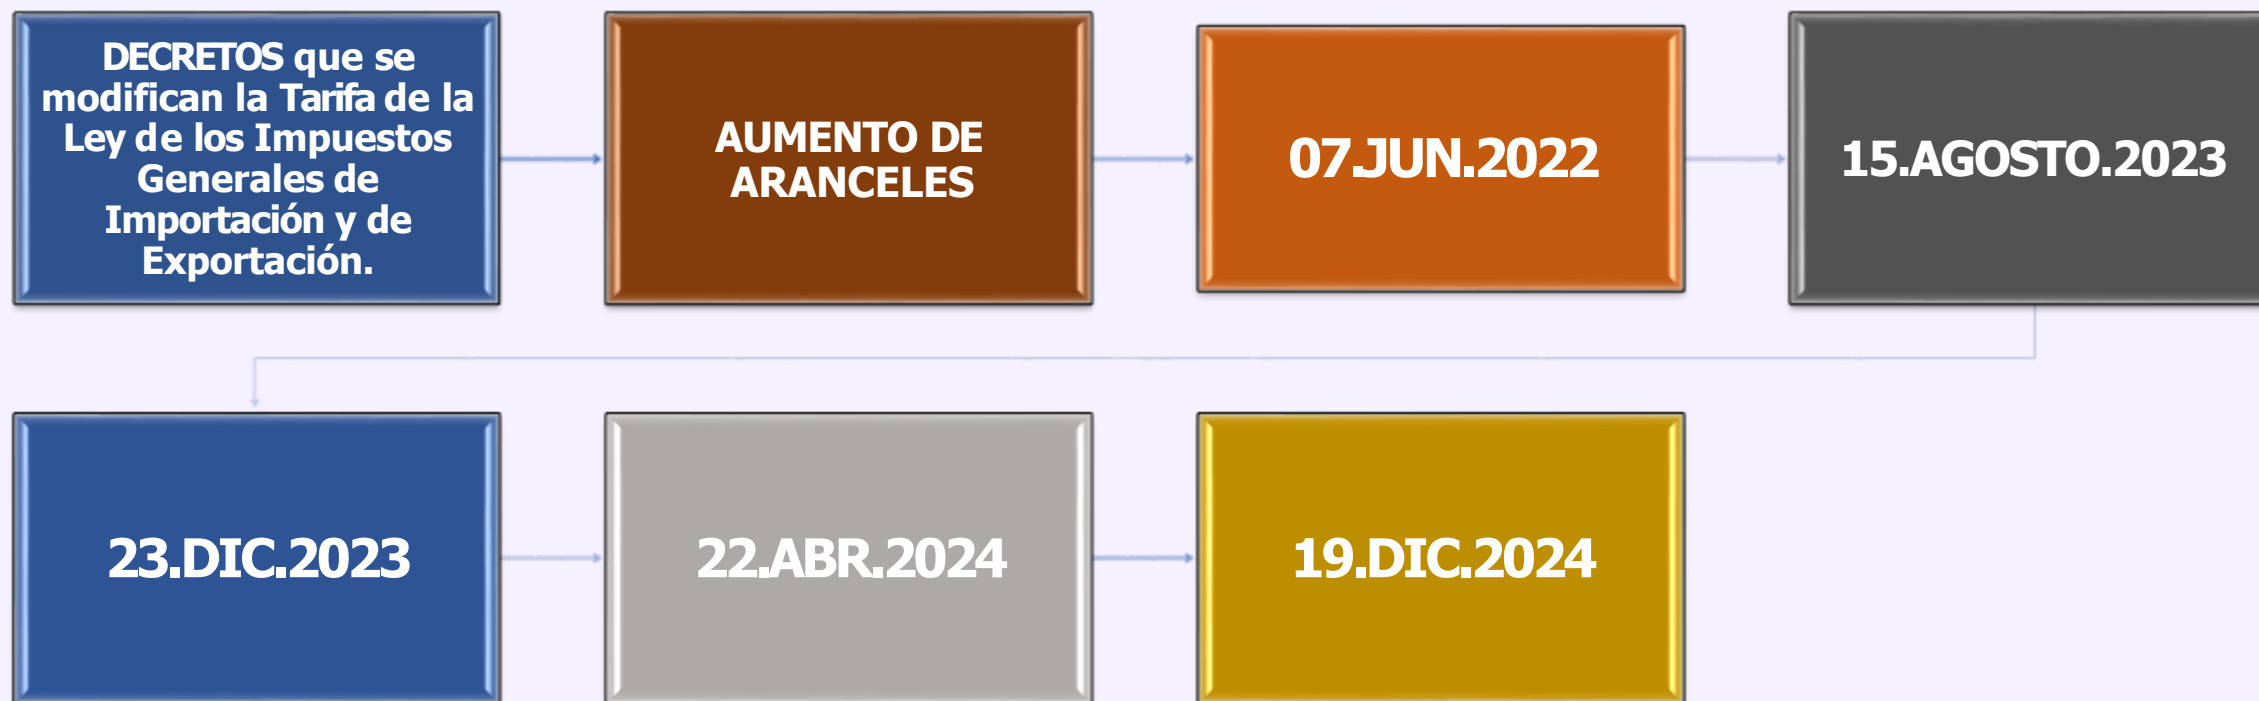 DECRETOS que se
modifican la Tarifa de la
Ley de los Impuestos
Generales de
Importación y de
Exportación.
AUMENTO DE
ARANCELES
07.JUN.2022
15.AGOSTO.2023
23.DIC.2023
22.ABR.2024
19.DIC.2024